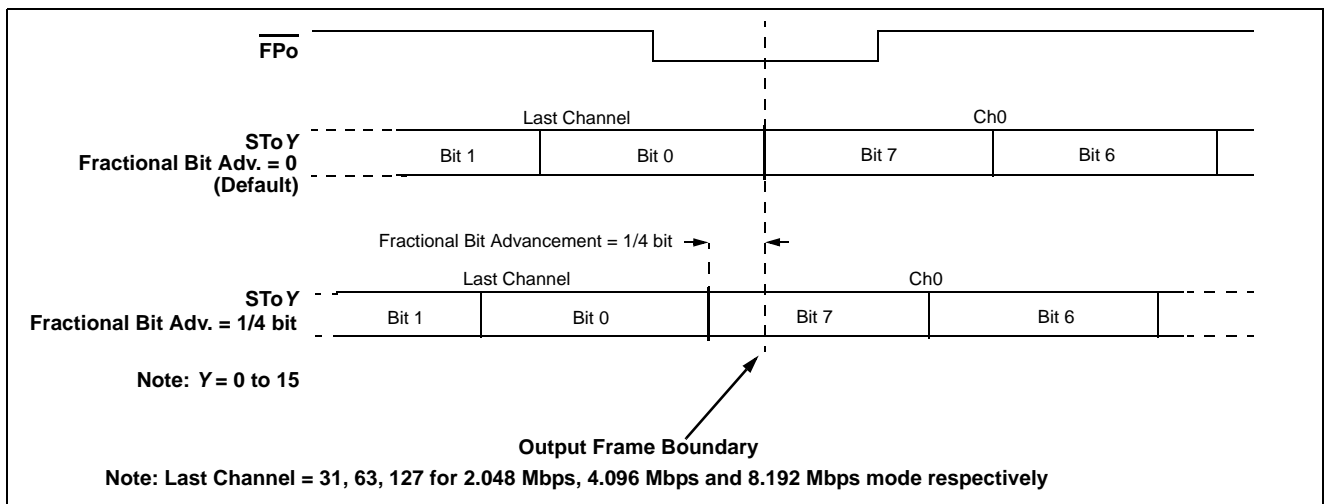 FPo
Last Channel Ch0
SToY
Fractional Bit Adv. = 0
(Default)
Bit 1 Bit 0 Bit 7 Bit 6
Fractional Bit Advancement = 1/4 bit
Last Channel Ch0
SToY
Fractional Bit Adv. = 1/4 bit
Bit 1 Bit 0 Bit 7 Bit 6
Note: Y = 0 to 15
Output Frame Boundary
Note: Last Channel = 31, 63, 127 for 2.048 Mbps, 4.096 Mbps and 8.192 Mbps mode respectively